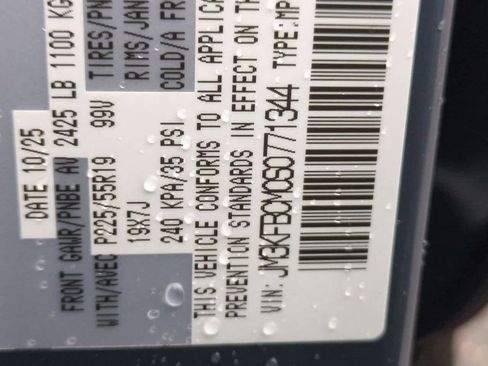 DATE 10/25
FRONT GAWR/PNBE AV 2425 LB 1100 KG
WITH/AVEC P225/55R19 99V TIRES/PN
19X7J RIMS/JAN
240 KPA/35 PSI COLD/A FR
THIS VEHICLE CONFORMS TO ALL APPLICA
PREVENTION STANDARDS IN EFFECT ON TH
VIN: JM3KFBCM0S0771344 TYPE:MP